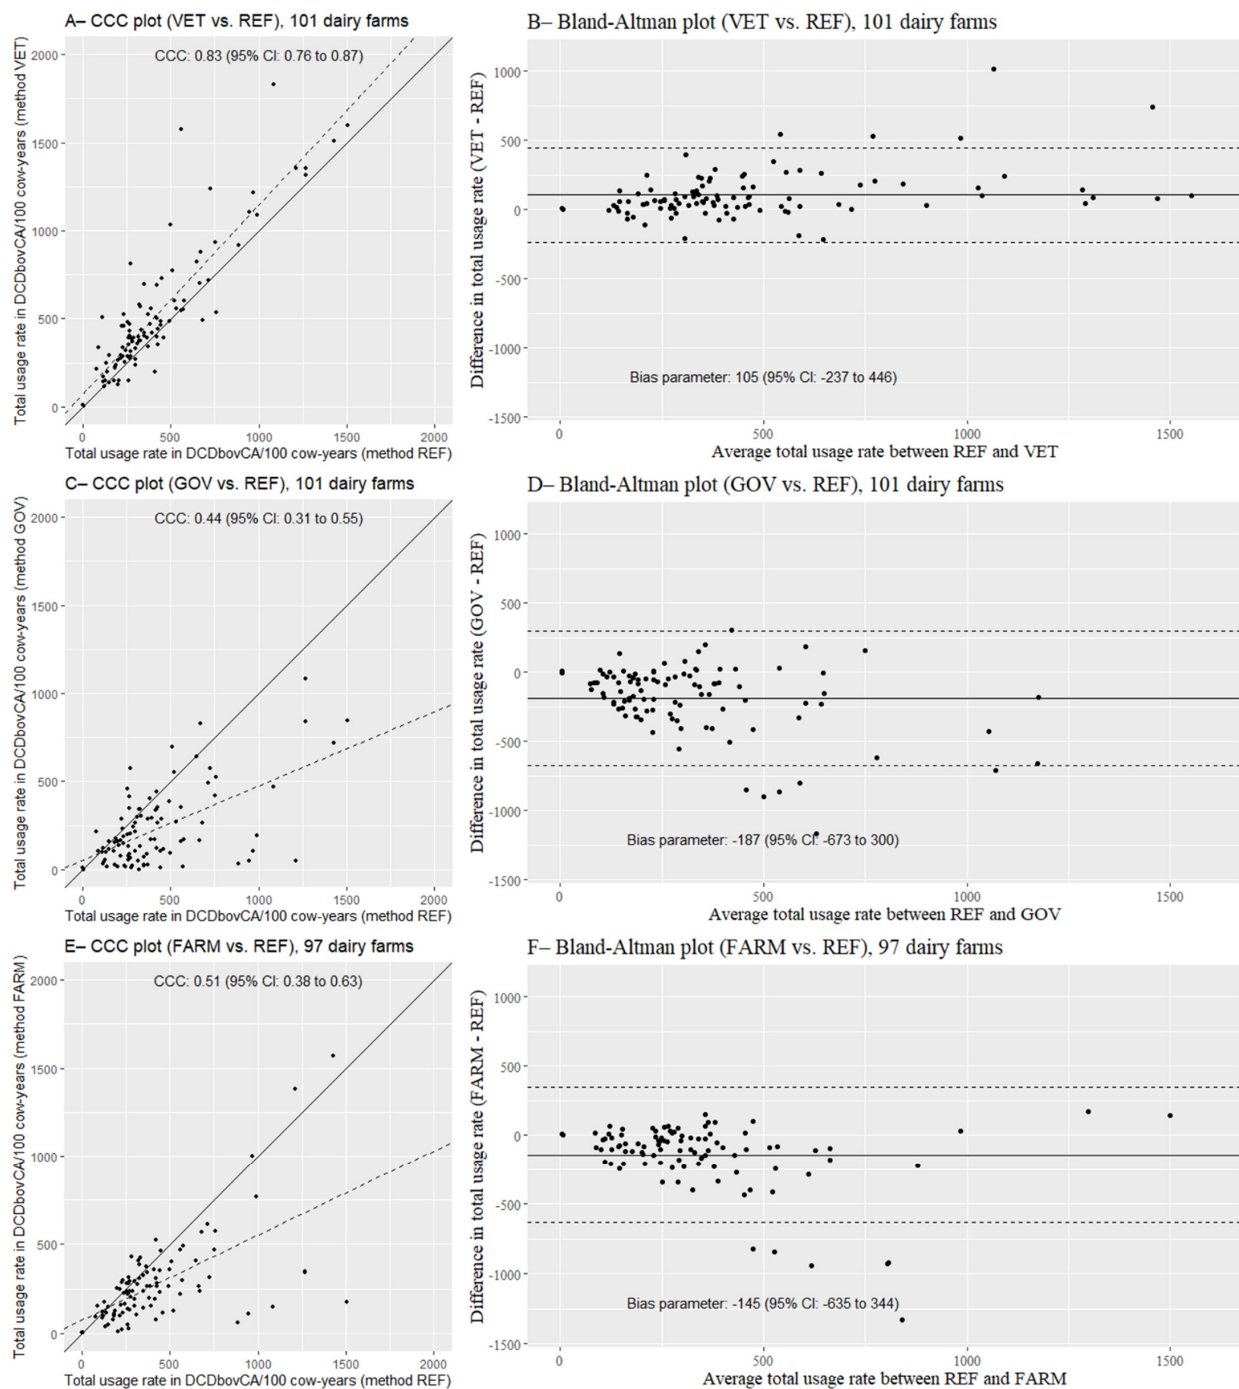 A– CCC plot (VET vs. REF), 101 dairy farms
CCC: 0.83 (95% CI: 0.76 to 0.87)
Total usage rate in DCDbovCA/100 cow-years (method VET)
2000
1500
1000
500
0
0 500 1000 1500 2000
Total usage rate in DCDbovCA/100 cow-years (method REF)
B– Bland-Altman plot (VET vs. REF), 101 dairy farms
Difference in total usage rate (VET - REF)
1000
500
0
-500
-1000
-1500
Bias parameter: 105 (95% CI: -237 to 446)
0 500 1000 1500
Average total usage rate between REF and VET
C– CCC plot (GOV vs. REF), 101 dairy farms
CCC: 0.44 (95% CI: 0.31 to 0.55)
Total usage rate in DCDbovCA/100 cow-years (method GOV)
2000
1500
1000
500
0
0 500 1000 1500 2000
Total usage rate in DCDbovCA/100 cow-years (method REF)
D– Bland-Altman plot (GOV vs. REF), 101 dairy farms
Difference in total usage rate (GOV - REF)
1000
500
0
-500
-1000
-1500
Bias parameter: -187 (95% CI: -673 to 300)
0 500 1000 1500
Average total usage rate between REF and GOV
E– CCC plot (FARM vs. REF), 97 dairy farms
CCC: 0.51 (95% CI: 0.38 to 0.63)
Total usage rate in DCDbovCA/100 cow-years (method FARM)
2000
1500
1000
500
0
0 500 1000 1500 2000
Total usage rate in DCDbovCA/100 cow-years (method REF)
F– Bland-Altman plot (FARM vs. REF), 97 dairy farms
Difference in total usage rate (FARM - REF)
1000
500
0
-500
-1000
-1500
Bias parameter: -145 (95% CI: -635 to 344)
0 500 1000 1500
Average total usage rate between REF and FARM